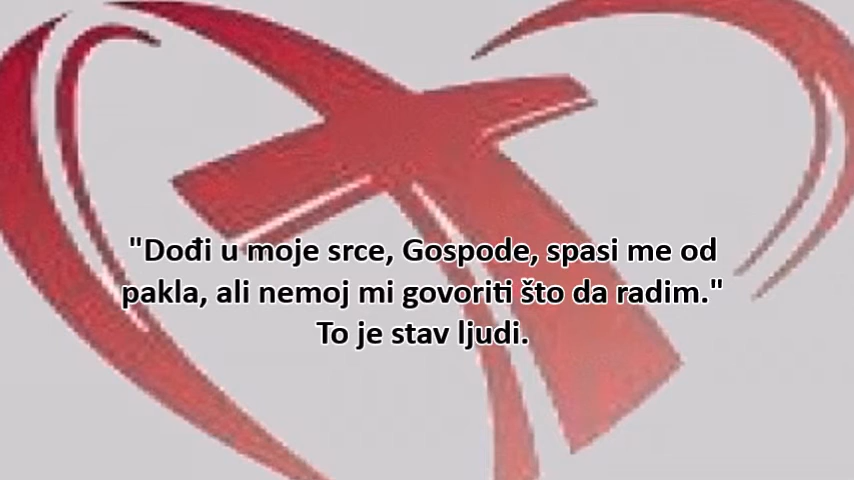 "Dođi u moje srce, Gospode, spasi me od
pakla, ali nemoj mi govoriti što da radim."
To je stav ljudi.